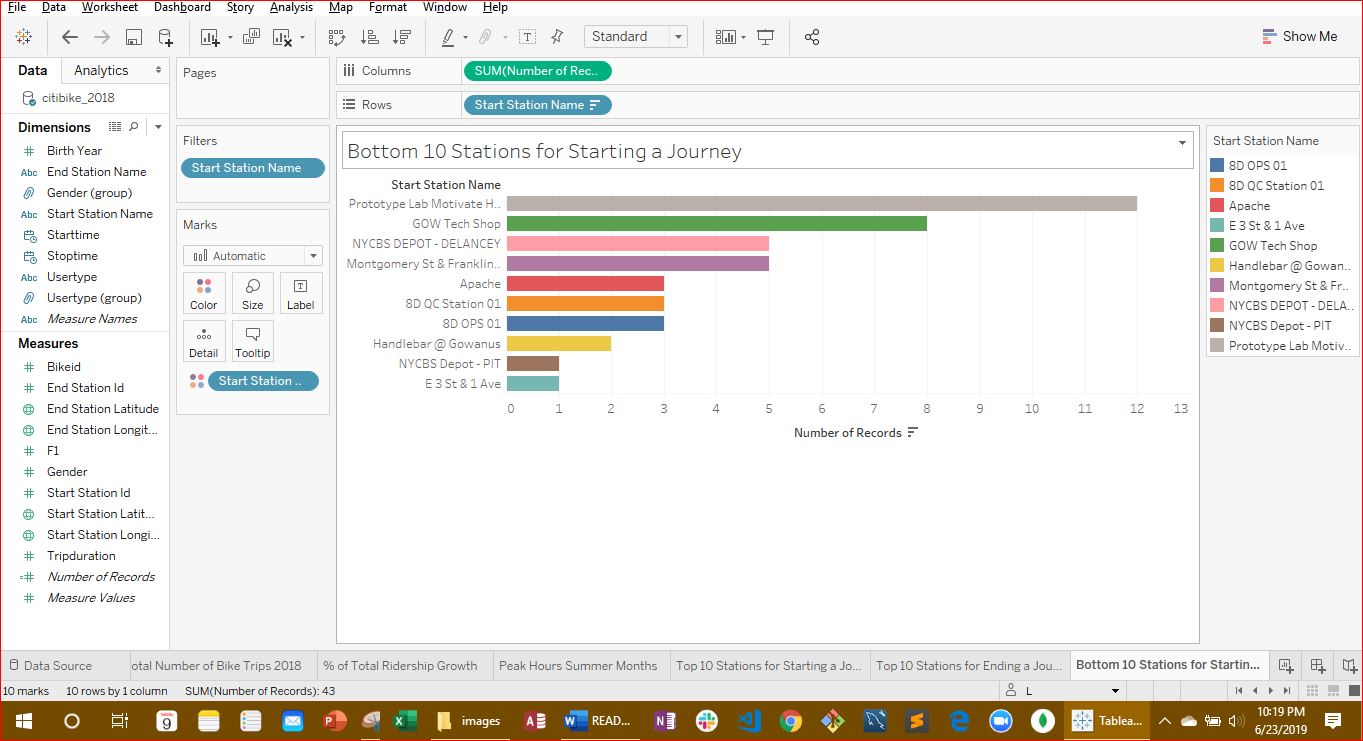 File Data Worksheet Dashboard Story Analysis Map Format Window Help
Standard
Show Me
Data Analytics
citibike_2018
Dimensions
Birth Year
Abc End Station Name
Gender (group)
Abc Start Station Name
Starttime
Stoptime
Abc Usertype
Usertype (group)
Abc Measure Names
Measures
Bikeid
End Station Id
End Station Latitude
End Station Longit...
F1
Gender
Start Station Id
Start Station Latit...
Start Station Longi...
Tripduration
Number of Records
Measure Values
Pages
Filters
Start Station Name
Marks
Automatic
Color Size Label
Detail Tooltip
Start Station ..
Columns SUM(Number of Rec..
Rows Start Station Name
Bottom 10 Stations for Starting a Journey
Start Station Name
Prototype Lab Motivate H..
GOW Tech Shop
NYCBS DEPOT - DELANCEY
Montgomery St & Franklin..
Apache
8D QC Station 01
8D OPS 01
Handlebar @ Gowanus
NYCBS Depot - PIT
E 3 St & 1 Ave
0 1 2 3 4 5 6 7 8 9 10 11 12 13
Number of Records
Start Station Name
8D OPS 01
8D QC Station 01
Apache
E 3 St & 1 Ave
GOW Tech Shop
Handlebar @ Gowan..
Montgomery St & Fr..
NYCBS DEPOT - DELA..
NYCBS Depot - PIT
Prototype Lab Motiv..
Data Source otal Number of Bike Trips 2018 % of Total Ridership Growth Peak Hours Summer Months Top 10 Stations for Starting a Jo... Top 10 Stations for Ending a Jou... Bottom 10 Stations for Startin...
10 marks 10 rows by 1 column SUM(Number of Records): 43 L
9 images READ... Tablea...
10:19 PM
6/23/2019